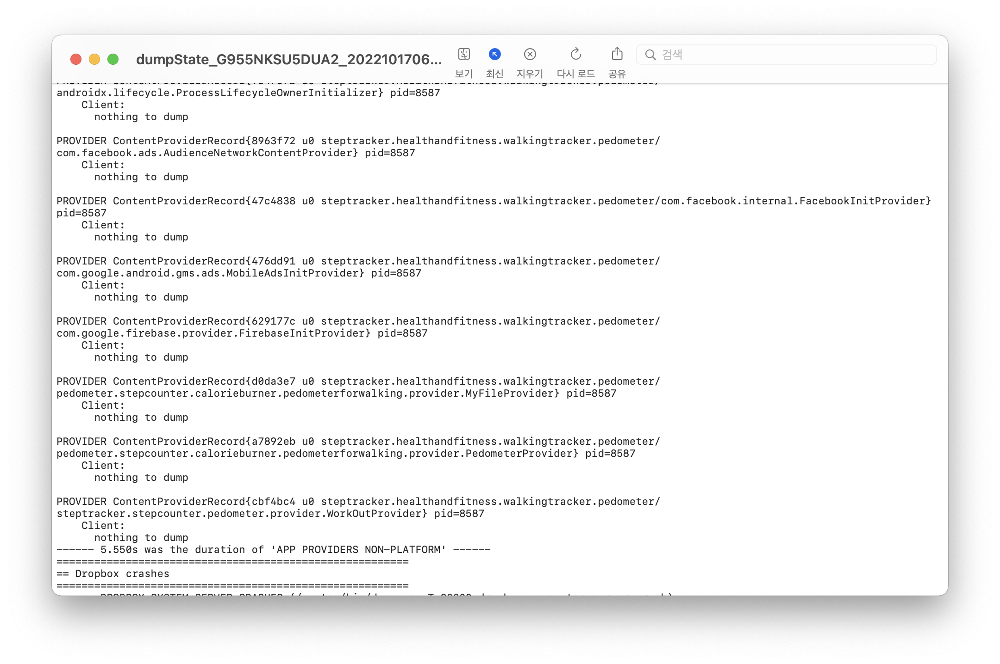 dumpState_G955NKSU5DUA2_2022101706...
보기
최신
지우기
다시 로드
공유
검색
androidx.lifecycle.ProcessLifecycleOwnerInitializer} pid=8587
    Client:
      nothing to dump

PROVIDER ContentProviderRecord{8963f72 u0 steptracker.healthandfitness.walkingtracker.pedometer/
com.facebook.ads.AudienceNetworkContentProvider} pid=8587
    Client:
      nothing to dump

PROVIDER ContentProviderRecord{47c4838 u0 steptracker.healthandfitness.walkingtracker.pedometer/com.facebook.internal.FacebookInitProvider}
pid=8587
    Client:
      nothing to dump

PROVIDER ContentProviderRecord{476dd91 u0 steptracker.healthandfitness.walkingtracker.pedometer/
com.google.android.gms.ads.MobileAdsInitProvider} pid=8587
    Client:
      nothing to dump

PROVIDER ContentProviderRecord{629177c u0 steptracker.healthandfitness.walkingtracker.pedometer/
com.google.firebase.provider.FirebaseInitProvider} pid=8587
    Client:
      nothing to dump

PROVIDER ContentProviderRecord{d0da3e7 u0 steptracker.healthandfitness.walkingtracker.pedometer/
pedometer.stepcounter.calorieburner.pedometerforwalking.provider.MyFileProvider} pid=8587
    Client:
      nothing to dump

PROVIDER ContentProviderRecord{a7892eb u0 steptracker.healthandfitness.walkingtracker.pedometer/
pedometer.stepcounter.calorieburner.pedometerforwalking.provider.PedometerProvider} pid=8587
    Client:
      nothing to dump

PROVIDER ContentProviderRecord{cbf4bc4 u0 steptracker.healthandfitness.walkingtracker.pedometer/
steptracker.stepcounter.pedometer.provider.WorkOutProvider} pid=8587
    Client:
      nothing to dump
------ 5.550s was the duration of 'APP PROVIDERS NON-PLATFORM' ------
========================================================
== Dropbox crashes
========================================================